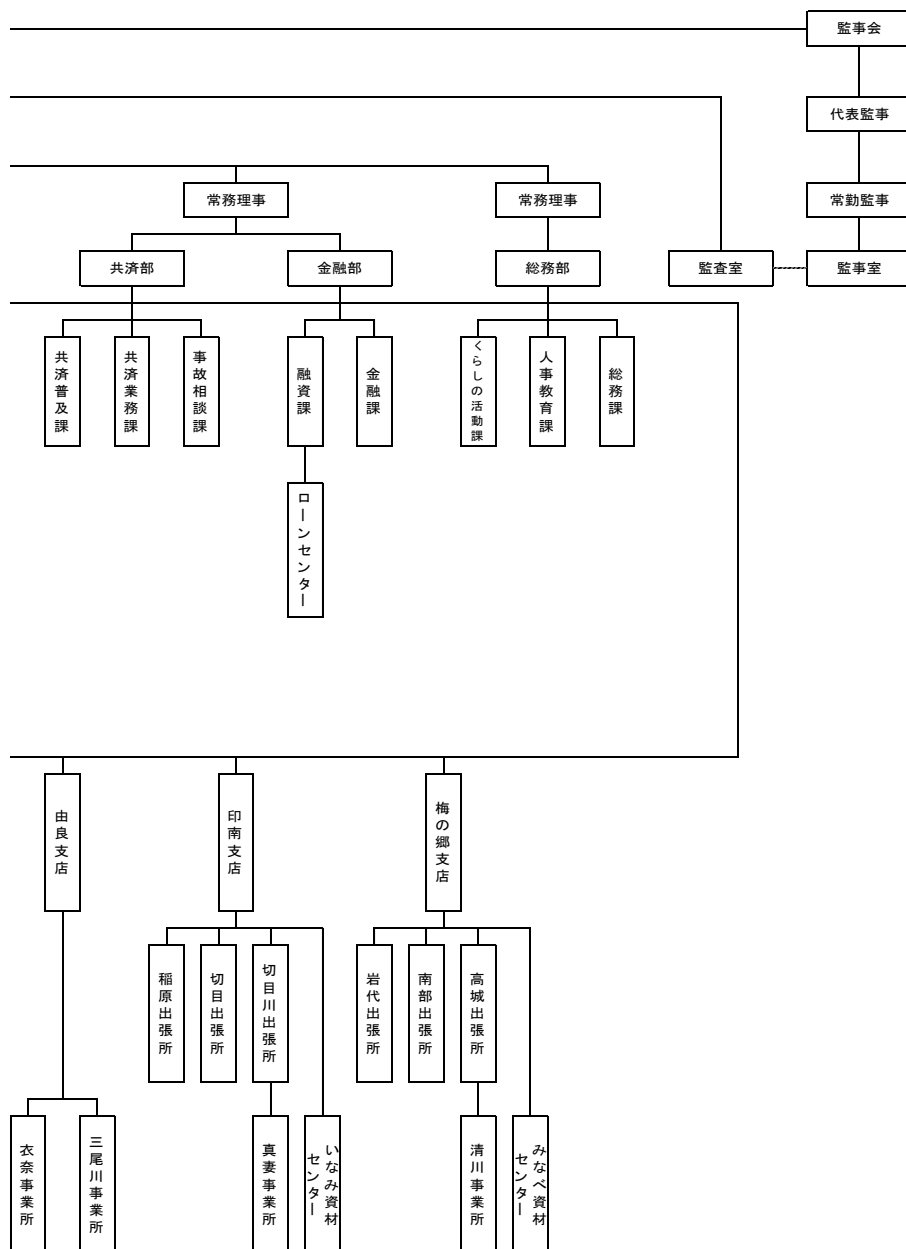 監事会
代表監事
常務理事
常務理事
常勤監事
共済部
金融部
総務部
監査室
監事室
共済普及課
共済業務課
事故相談課
融資課
金融課
くらしの活動課
人事教育課
総務課
ローンセンター
由良支店
印南支店
梅の郷支店
稲原出張所
切目出張所
切目川出張所
岩代出張所
南部出張所
高城出張所
衣奈事業所
三尾川事業所
真妻事業所
いなみ資材
センター
清川事業所
みなべ資材
センター